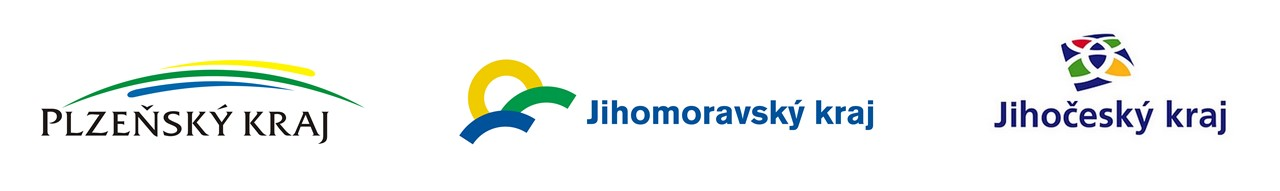 PLZEŇSKÝ KRAJ
Jihomoravský kraj
Jihočeský kraj